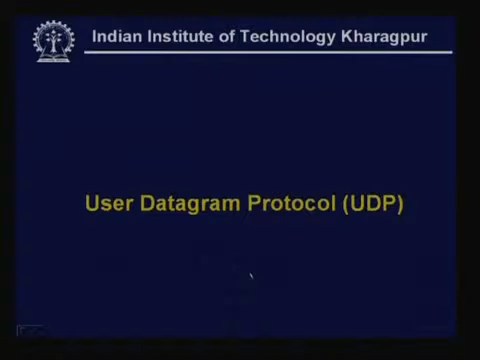 Indian Institute of Technology Kharagpur
User Datagram Protocol (UDP)